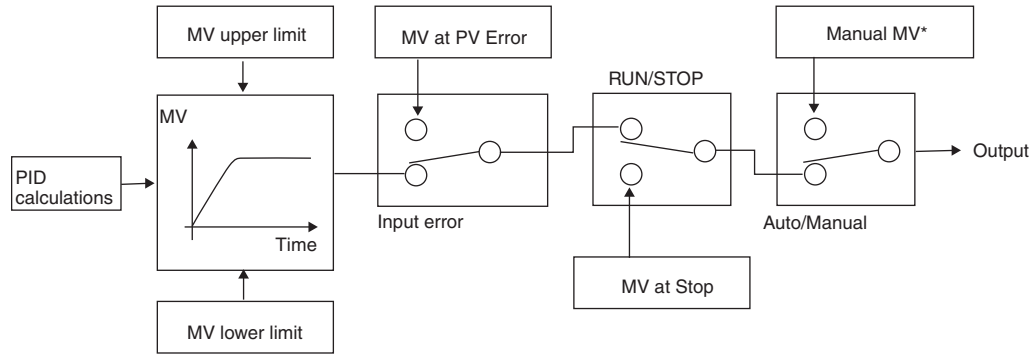 MV upper limit
MV at PV Error
Manual MV*
RUN/STOP
MV
PID
calculations
Time
Input error
Auto/Manual
Output
MV at Stop
MV lower limit